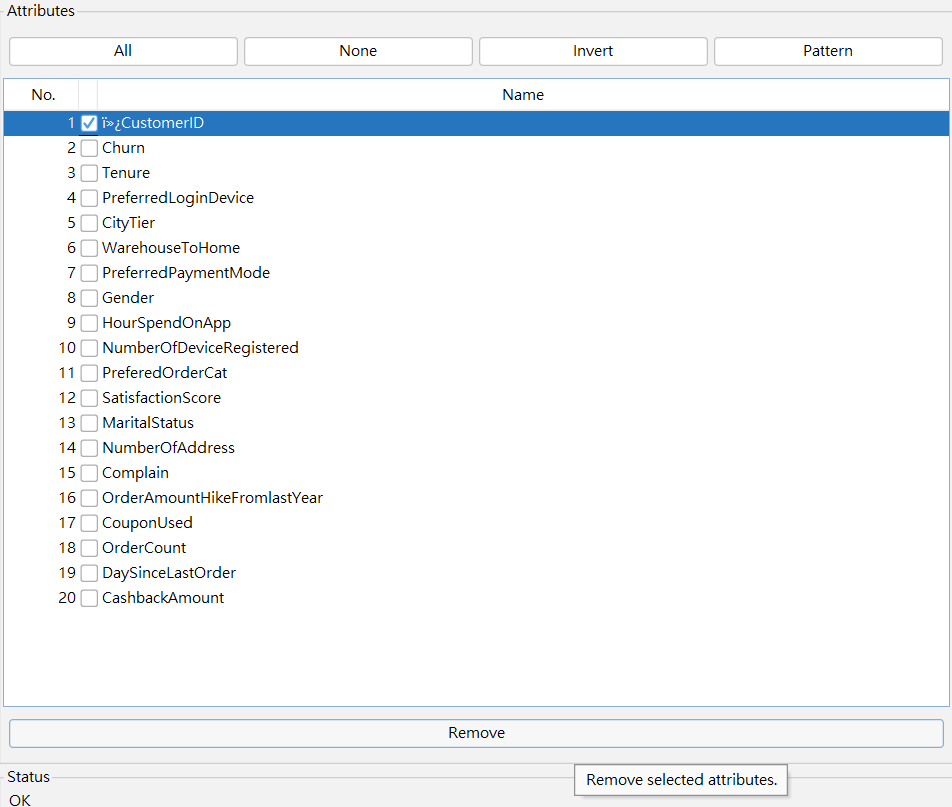 Attributes
All None Invert Pattern
No. Name
1 ï»¿CustomerID
2 Churn
3 Tenure
4 PreferredLoginDevice
5 CityTier
6 WarehouseToHome
7 PreferredPaymentMode
8 Gender
9 HourSpendOnApp
10 NumberOfDeviceRegistered
11 PreferedOrderCat
12 SatisfactionScore
13 MaritalStatus
14 NumberOfAddress
15 Complain
16 OrderAmountHikeFromlastYear
17 CouponUsed
18 OrderCount
19 DaySinceLastOrder
20 CashbackAmount
Remove
Status
Remove selected attributes.
OK